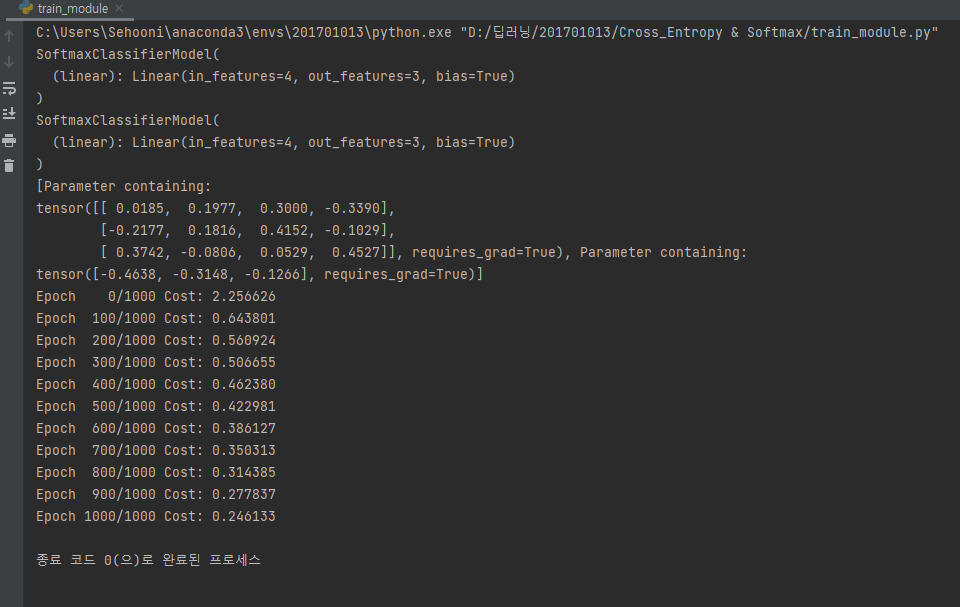 train_module
C:\Users\Sehooni\anaconda3\envs\201701013\python.exe "D:/딥러닝/201701013/Cross_Entropy & Softmax/train_module.py"
SoftmaxClassifierModel(
  (linear): Linear(in_features=4, out_features=3, bias=True)
)
SoftmaxClassifierModel(
  (linear): Linear(in_features=4, out_features=3, bias=True)
)
[Parameter containing:
tensor([[ 0.0185,  0.1977,  0.3000, -0.3390],
        [-0.2177,  0.1816,  0.4152, -0.1029],
        [ 0.3742, -0.0806,  0.0529,  0.4527]], requires_grad=True), Parameter containing:
tensor([-0.4638, -0.3148, -0.1266], requires_grad=True)]
Epoch    0/1000 Cost: 2.256626
Epoch  100/1000 Cost: 0.643801
Epoch  200/1000 Cost: 0.560924
Epoch  300/1000 Cost: 0.506655
Epoch  400/1000 Cost: 0.462380
Epoch  500/1000 Cost: 0.422981
Epoch  600/1000 Cost: 0.386127
Epoch  700/1000 Cost: 0.350313
Epoch  800/1000 Cost: 0.314385
Epoch  900/1000 Cost: 0.277837
Epoch 1000/1000 Cost: 0.246133
종료 코드 0(으)로 완료된 프로세스